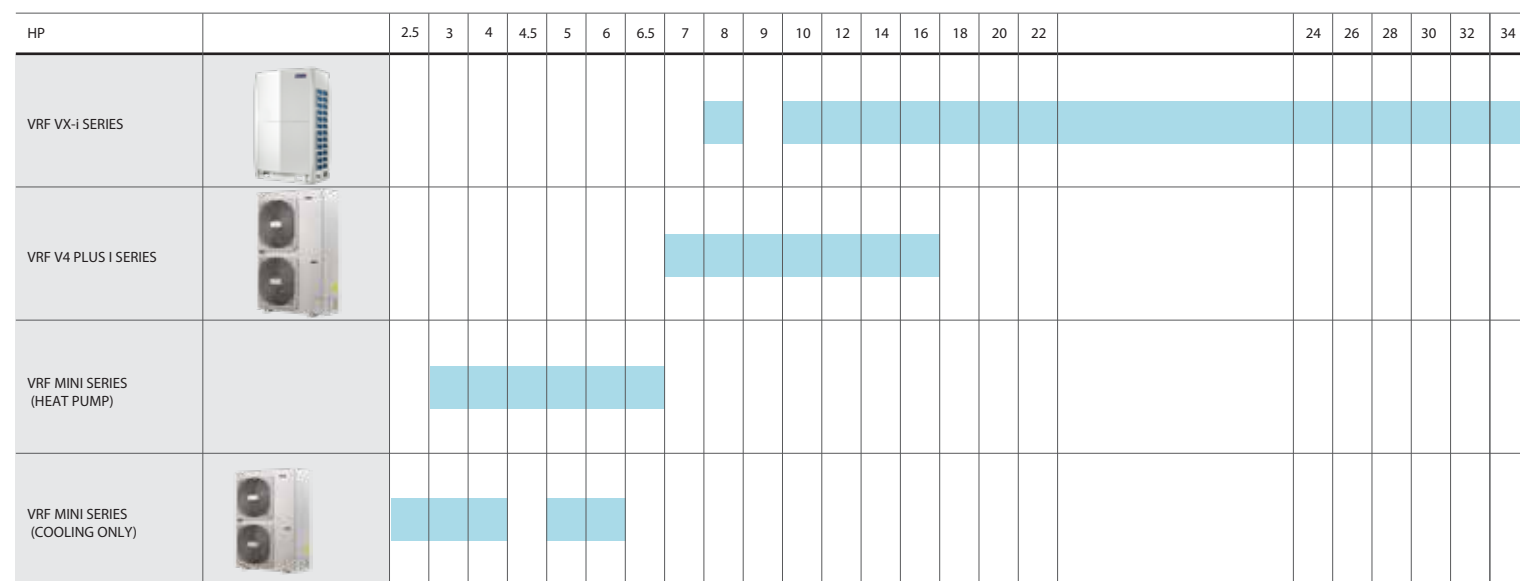 HP 2.5 3 4 4.5 5 6 6.5 7 8 9 10 12 14 16 18 20 22 24 26 28 30 32 34
VRF VX-i SERIES
VRF V4 PLUS I SERIES
VRF MINI SERIES
(HEAT PUMP)
VRF MINI SERIES
(COOLING ONLY)